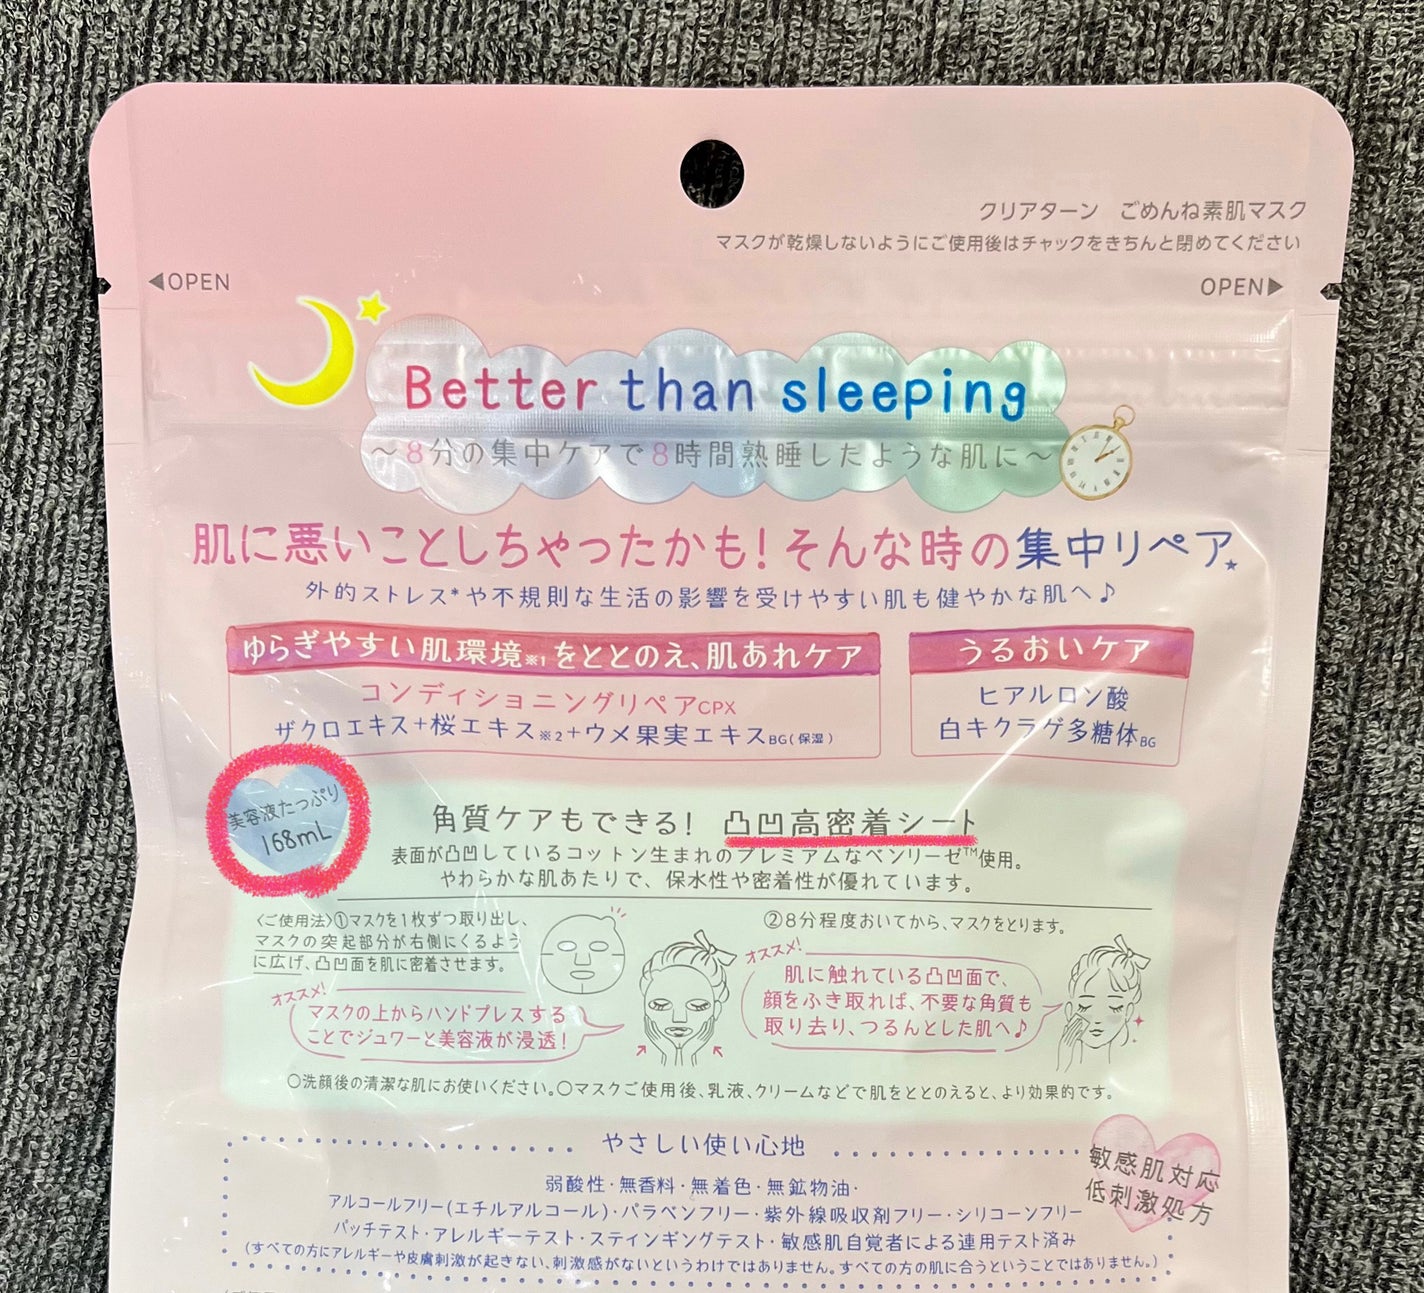 クリアターン　ごめんね素肌マスク
マスクが乾燥しないようにご使用後はチャックをきちんと閉めてください
◀OPEN
OPEN▶
Better than sleeping
～8分の集中ケアで8時間熟睡したような肌に～
肌に悪いことしちゃったかも！そんな時の集中リペア★
外的ストレス*や不規則な生活の影響を受けやすい肌も健やかな肌へ♪
ゆらぎやすい肌環境※1をととのえ、肌あれケア
コンディショニングリペアCPX
ザクロエキス+桜エキス※2+ウメ果実エキスBG(保湿)
うるおいケア
ヒアルロン酸
白キクラゲ多糖体BG
美容液たっぷり
168mL
角質ケアもできる！ 凸凹高密着シート
表面が凸凹しているコットン生まれのプレミアムなベンリーゼ™使用。
やわらかな肌あたりで、保水性や密着性が優れています。
〈ご使用法〉①マスクを1枚ずつ取り出し、
マスクの突起部分が右側にくるよう
に広げ、凸凹面を肌に密着させます。
オススメ！
マスクの上からハンドプレスする
ことでジュワーと美容液が浸透！
②8分程度おいてから、マスクをとります。
オススメ！
肌に触れている凸凹面で、
顔をふき取れば、不要な角質も
取り去り、つるんとした肌へ♪
○洗顔後の清潔な肌にお使いください。○マスクご使用後、乳液、クリームなどで肌をととのえると、より効果的です。
やさしい使い心地
敏感肌対応
低刺激処方
弱酸性・無香料・無着色・無鉱物油・
アルコールフリー(エチルアルコール)・パラベンフリー・紫外線吸収剤フリー・シリコーンフリー
パッチテスト・アレルギーテスト・スティンギングテスト・敏感肌自覚者による連用テスト済み
(すべての方にアレルギーや皮膚刺激が起きない、刺激感がないというわけではありません。すべての方の肌に合うということではありません。)